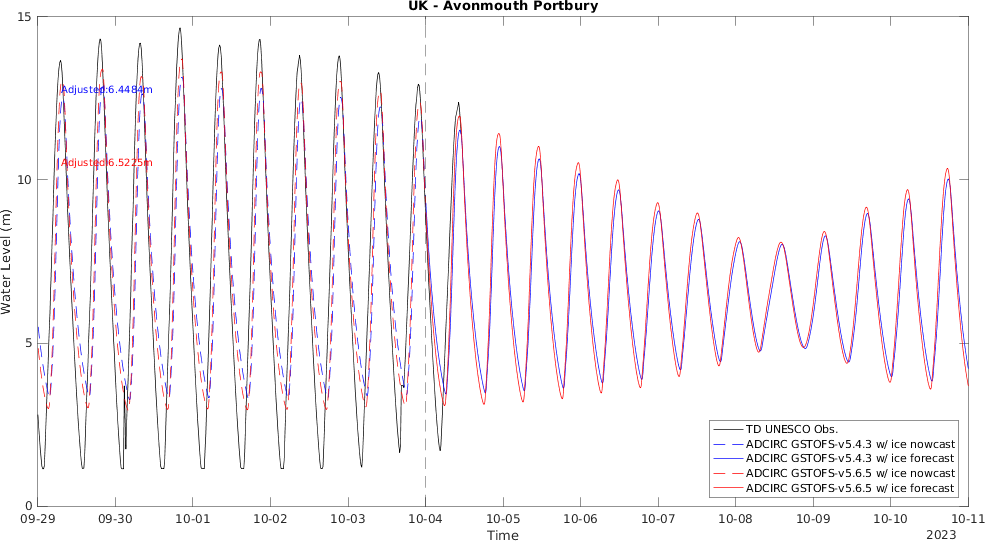 UK - Avonmouth Portbury
15
10
5
0
Water Level (m)
Adjusted:6.4484m
Adjusted:6.5225m
TD UNESCO Obs.
ADCIRC GSTOFS-v5.4.3 w/ ice nowcast
ADCIRC GSTOFS-v5.4.3 w/ ice forecast
ADCIRC GSTOFS-v5.6.5 w/ ice nowcast
ADCIRC GSTOFS-v5.6.5 w/ ice forecast
09-29 09-30 10-01 10-02 10-03 10-04 10-05 10-06 10-07 10-08 10-09 10-10 10-11
Time
2023